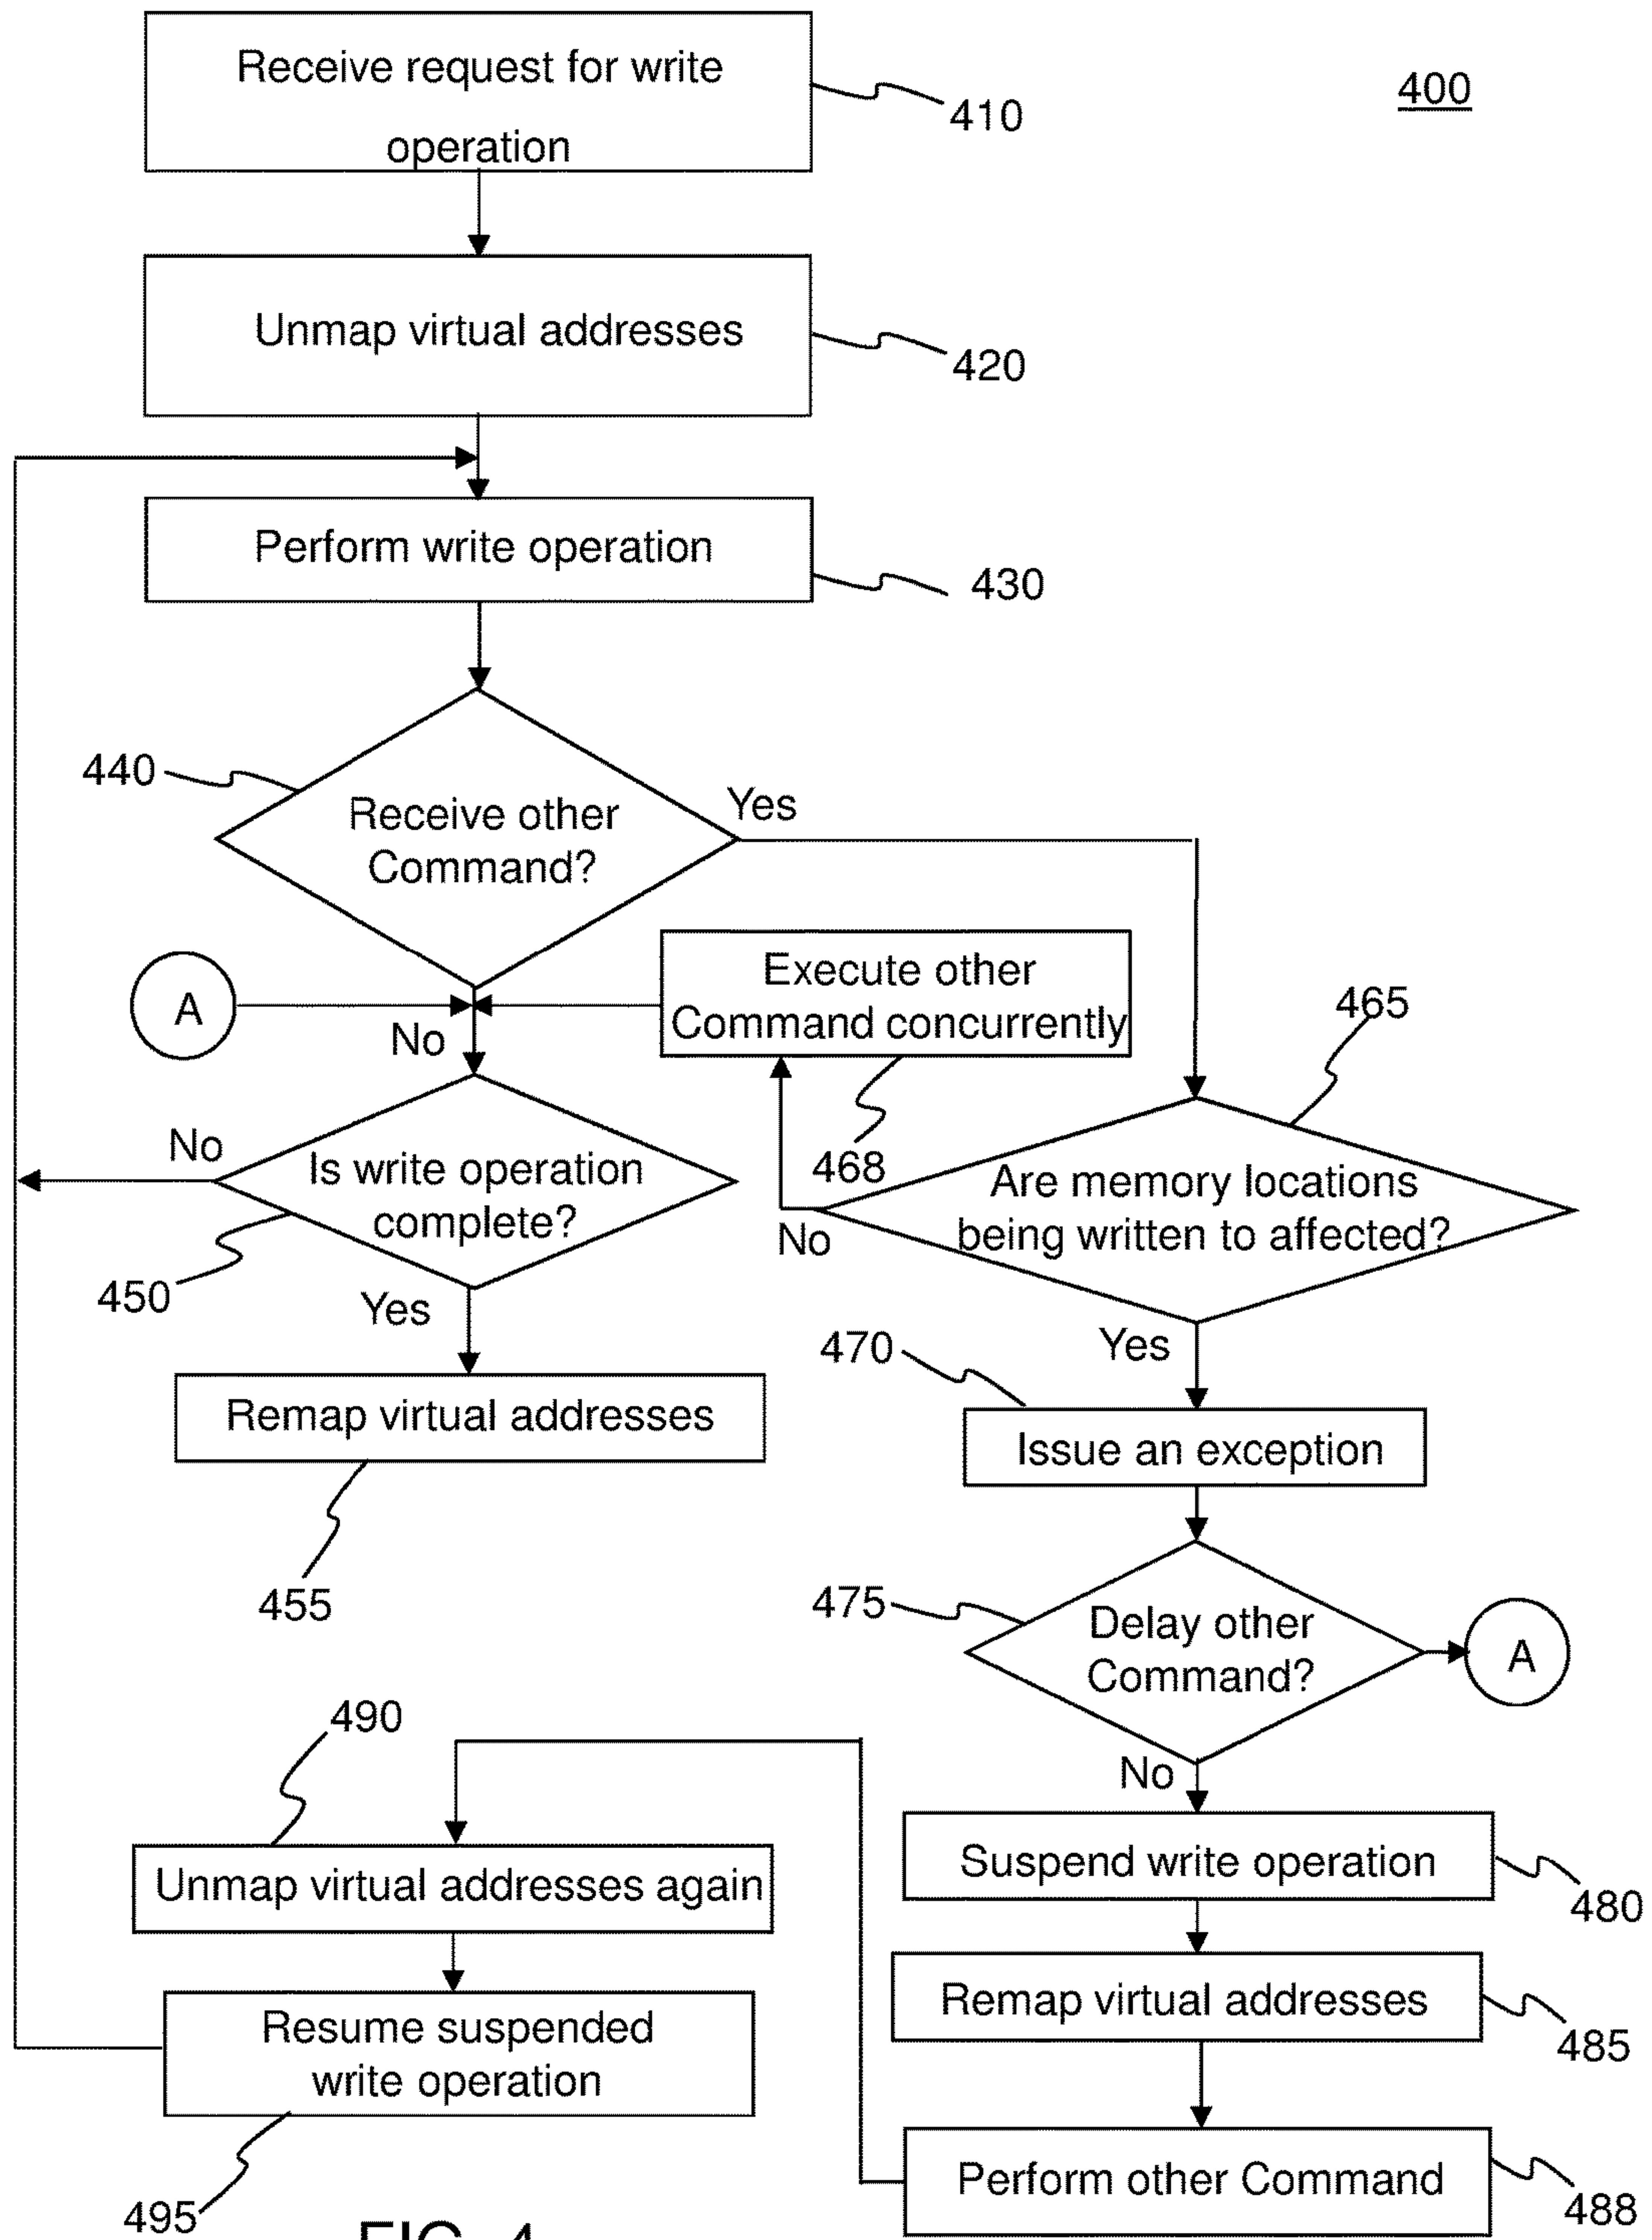 Receive request for write
operation
410
400
Unmap virtual addresses
420
Perform write operation
430
440
Receive other
Command?
Yes
A
No
Execute other
Command concurrently
468
465
Are memory locations
being written to affected?
No
No
Is write operation
complete?
450
Yes
Remap virtual addresses
455
Yes
470
Issue an exception
475
Delay other
Command?
A
No
Suspend write operation
480
Remap virtual addresses
485
Perform other Command
488
490
Unmap virtual addresses again
Resume suspended
write operation
495
FIG. 4